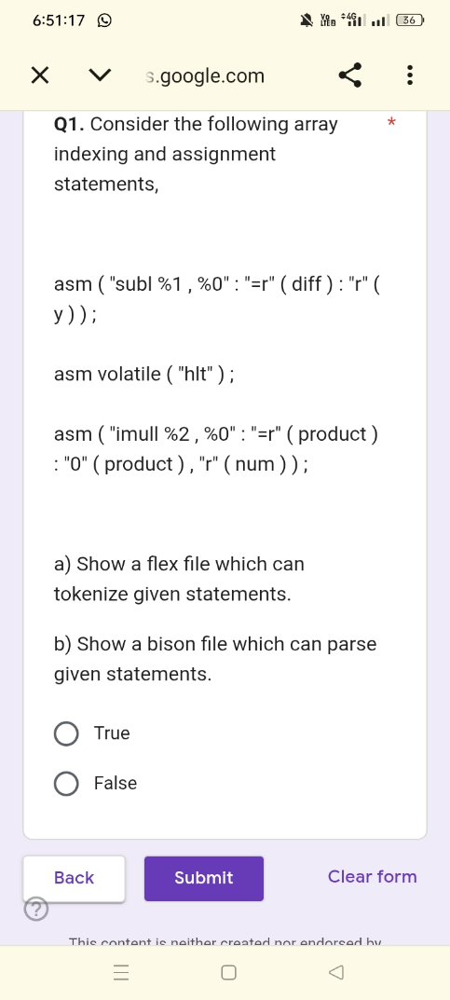 6:51:17 Vo LTE 4G 36
s.google.com
Q1. Consider the following array *
indexing and assignment
statements,
asm ( "subl %1 , %0" : "=r" ( diff ) : "r" (
y ) ) ;
asm volatile ( "hlt" ) ;
asm ( "imull %2 , %0" : "=r" ( product )
: "0" ( product ) , "r" ( num ) ) ;
a) Show a flex file which can
tokenize given statements.
b) Show a bison file which can parse
given statements.
True
False
Back Submit Clear form
?
This content is neither created nor endorsed by